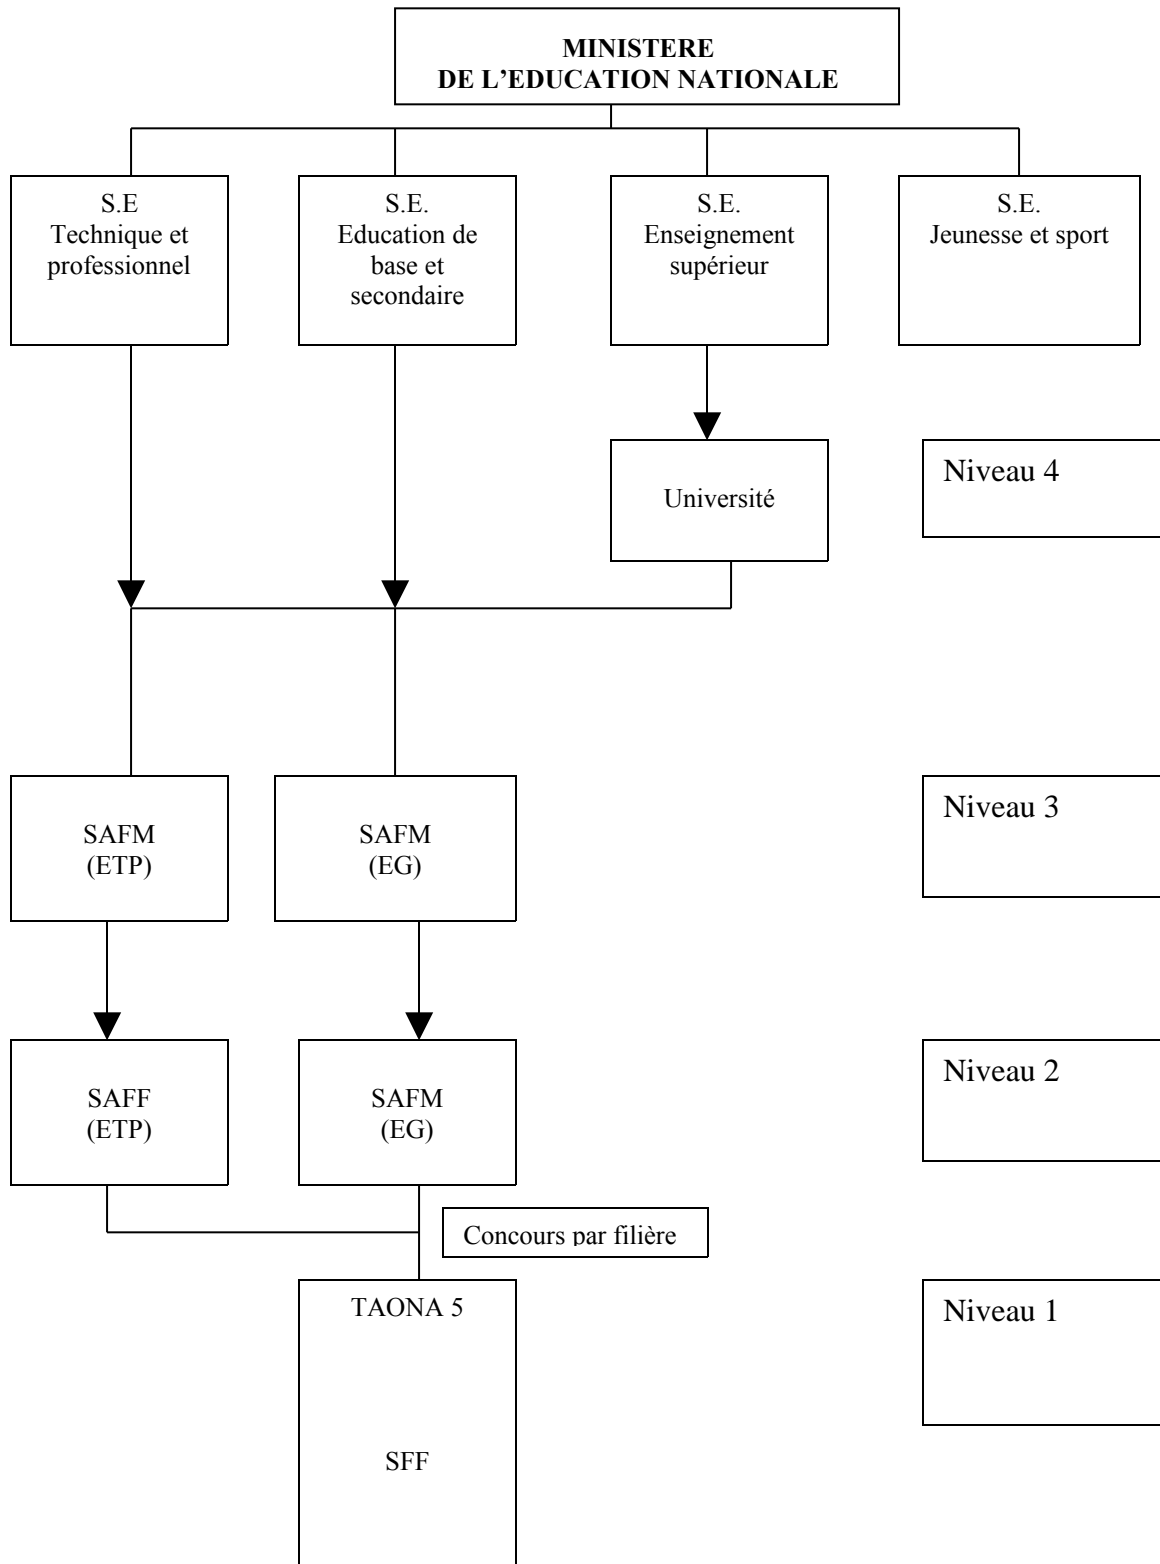 MINISTERE
DE L’EDUCATION NATIONALE
S.E
Technique et
professionnel
S.E.
Education de
base et
secondaire
S.E.
Enseignement
supérieur
S.E.
Jeunesse et sport
Université
Niveau 4
SAFM
(ETP)
SAFM
(EG)
Niveau 3
SAFF
(ETP)
SAFM
(EG)
Niveau 2
Concours par filière
TAONA 5
SFF
Niveau 1